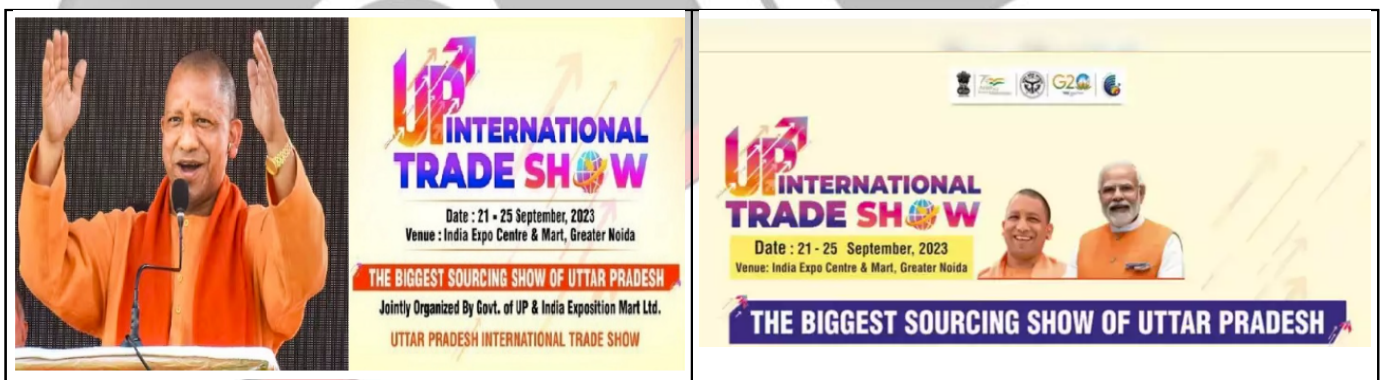 UP INTERNATIONAL
TRADE SHOW
Date : 21 - 25 September, 2023
Venue : India Expo Centre & Mart, Greater Noida
THE BIGGEST SOURCING SHOW OF UTTAR PRADESH
Jointly Organized By Govt. of UP & India Exposition Mart Ltd.
UTTAR PRADESH INTERNATIONAL TRADE SHOW
G20
UP INTERNATIONAL
TRADE SHOW
Date : 21 - 25 September, 2023
Venue: India Expo Centre & Mart, Greater Noida
THE BIGGEST SOURCING SHOW OF UTTAR PRADESH